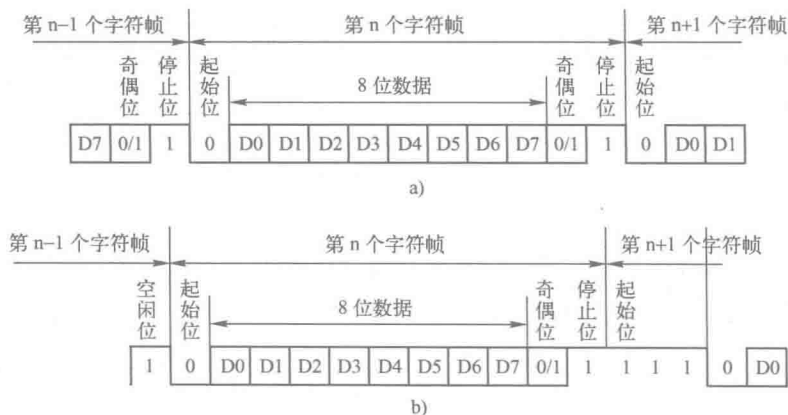 第 n–1 个字符帧 第 n 个字符帧 第 n+1 个字符帧
奇偶位 停止位 起始位 8 位数据 奇偶位 停止位 起始位
D7 0/1 1 0 D0 D1 D2 D3 D4 D5 D6 D7 0/1 1 0 D0 D1
a)
第 n–1 个字符帧 第 n 个字符帧 第 n+1 个字符帧
空闲位 起始位 8 位数据 奇偶位 停止位 起始位
1 0 D0 D1 D2 D3 D4 D5 D6 D7 0/1 1 1 1 1 0 D0
b)